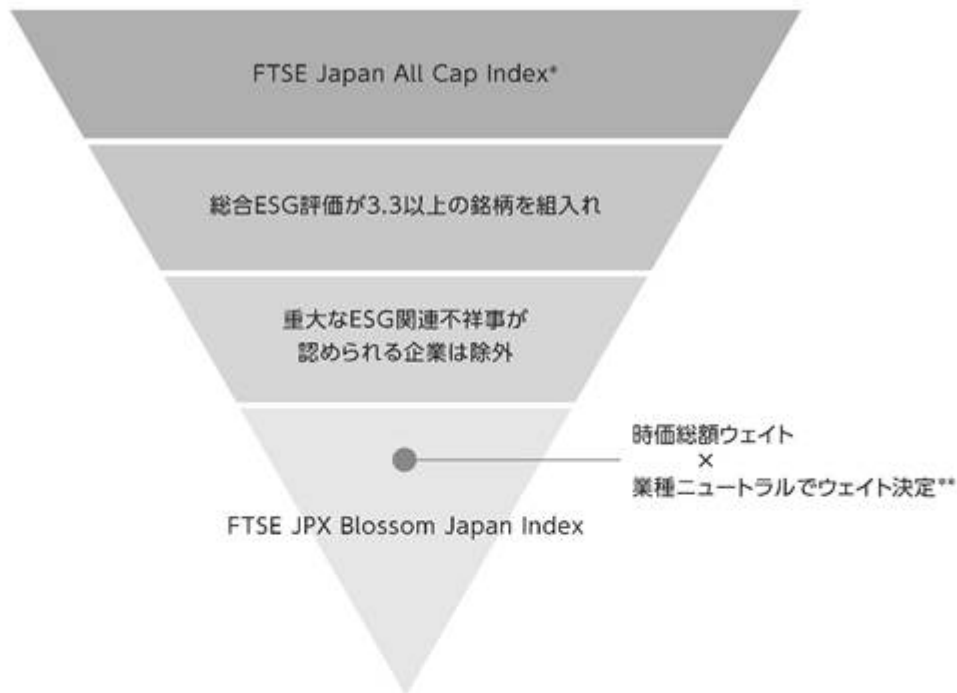 FTSE Japan All Cap Index*
総合ESG評価が3.3以上の銘柄を組入れ
重大なESG関連不祥事が
認められる企業は除外
時価総額ウェイト
×
業種ニュートラルでウェイト決定**
FTSE JPX Blossom Japan Index